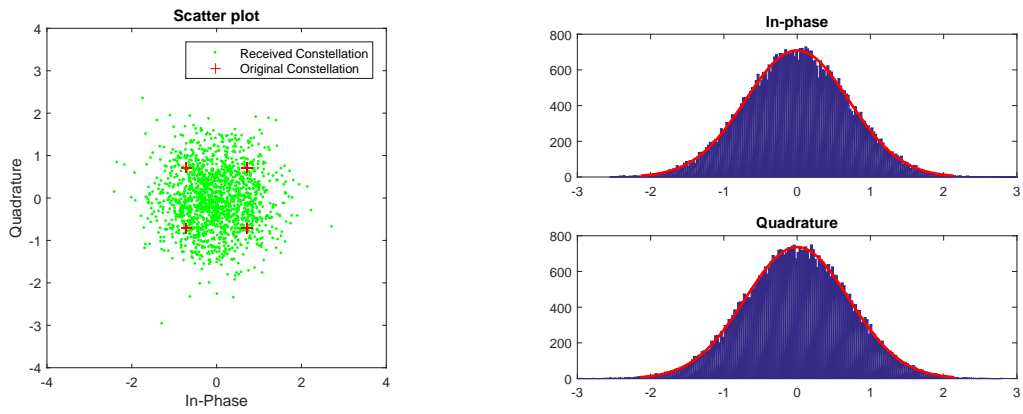 Scatter plot
4
3
2
1
0
-1
-2
-3
-4
-4 -2 0 2 4
Quadrature
In-Phase
Received Constellation
Original Constellation
In-phase
800
600
400
200
0
-3 -2 -1 0 1 2 3
Quadrature
800
600
400
200
0
-3 -2 -1 0 1 2 3